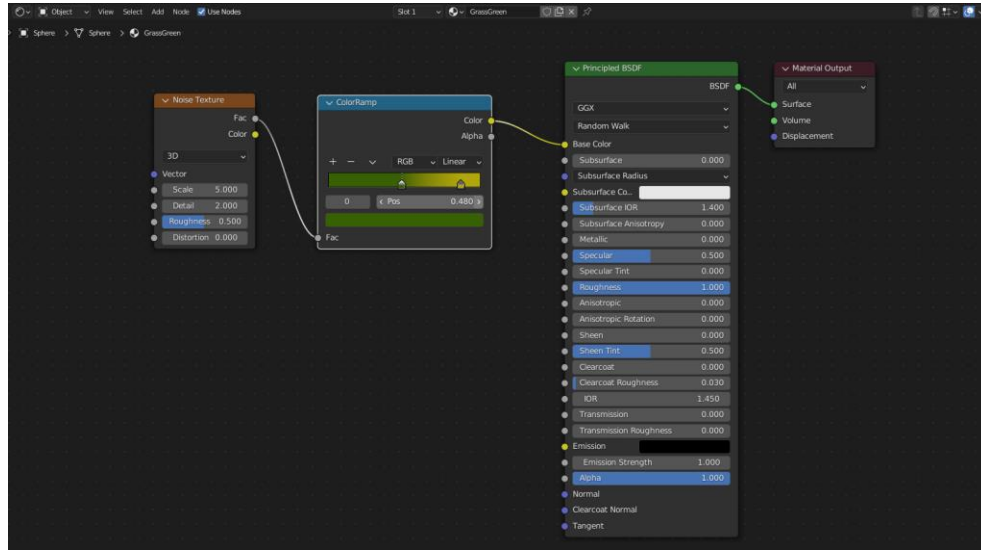 Object View Select Add Node Use Nodes Slot 1 GrassGreen
Sphere > Sphere > GrassGreen
Noise Texture
Fac
Color
3D
Vector
Scale 5.000
Detail 2.000
Roughness 0.500
Distortion 0.000
ColorRamp
Color
Alpha
+ − RGB Linear
0 < Pos 0.480 >
Fac
Principled BSDF
BSDF
GGX
Random Walk
Base Color
Subsurface 0.000
Subsurface Radius
Subsurface Co..
Subsurface IOR 1.400
Subsurface Anisotropy 0.000
Metallic 0.000
Specular 0.500
Specular Tint 0.000
Roughness 1.000
Anisotropic 0.000
Anisotropic Rotation 0.000
Sheen 0.000
Sheen Tint 0.500
Clearcoat 0.000
Clearcoat Roughness 0.030
IOR 1.450
Transmission 0.000
Transmission Roughness 0.000
Emission
Emission Strength 1.000
Alpha 1.000
Normal
Clearcoat Normal
Tangent
Material Output
All
Surface
Volume
Displacement